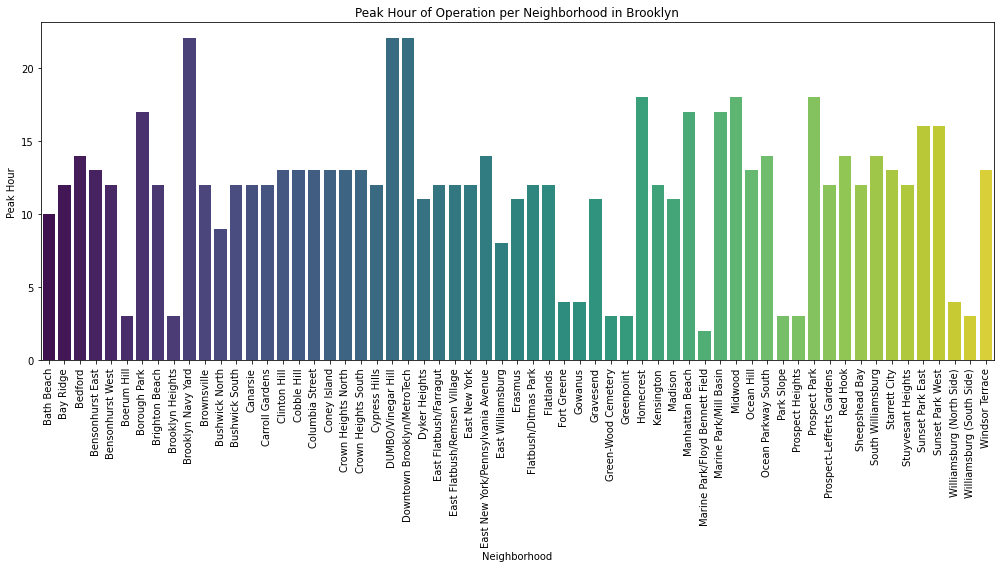 Peak Hour of Operation per Neighborhood in Brooklyn
Peak Hour
20
15
10
5
0
Bath Beach
Bay Ridge
Bedford
Bensonhurst East
Bensonhurst West
Boerum Hill
Borough Park
Brighton Beach
Brooklyn Heights
Brooklyn Navy Yard
Brownsville
Bushwick North
Bushwick South
Canarsie
Carroll Gardens
Clinton Hill
Cobble Hill
Columbia Street
Coney Island
Crown Heights North
Crown Heights South
Cypress Hills
DUMBO/Vinegar Hill
Downtown Brooklyn/MetroTech
Dyker Heights
East Flatbush/Farragut
East Flatbush/Remsen Village
East New York
East New York/Pennsylvania Avenue
East Williamsburg
Erasmus
Flatbush/Ditmas Park
Flatlands
Fort Greene
Gowanus
Gravesend
Green-Wood Cemetery
Greenpoint
Homecrest
Kensington
Madison
Manhattan Beach
Marine Park/Floyd Bennett Field
Marine Park/Mill Basin
Midwood
Ocean Hill
Ocean Parkway South
Park Slope
Prospect Heights
Prospect Park
Prospect-Lefferts Gardens
Red Hook
Sheepshead Bay
South Williamsburg
Starrett City
Stuyvesant Heights
Sunset Park East
Sunset Park West
Williamsburg (North Side)
Williamsburg (South Side)
Windsor Terrace
Neighborhood